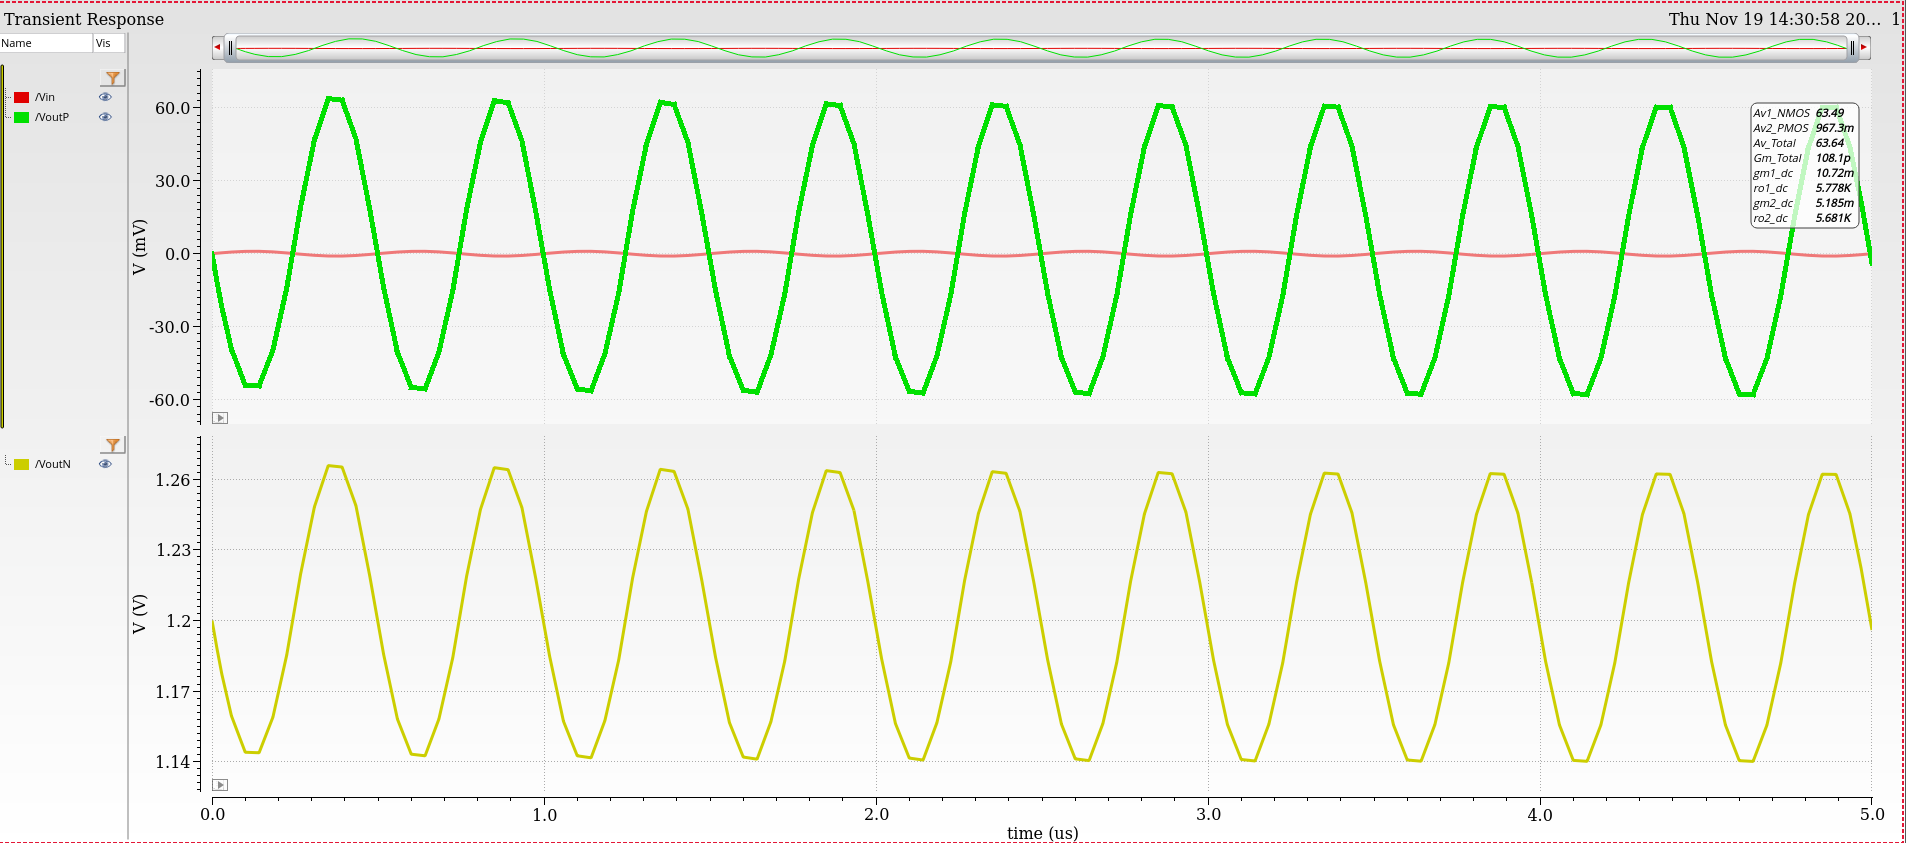 Transient Response
Thu Nov 19 14:30:58 20... 1
Name Vis
/Vin
/VoutP
V (mV)
60.0
30.0
0.0
-30.0
-60.0
Av1_NMOS 63.49
Av2_PMOS 967.3m
Av_Total 63.64
Gm_Total 108.1p
gm1_dc 10.72m
ro1_dc 5.778K
gm2_dc 5.185m
ro2_dc 5.681K
/VoutN
V (V)
1.26
1.23
1.2
1.17
1.14
0.0 1.0 2.0 3.0 4.0 5.0
time (us)